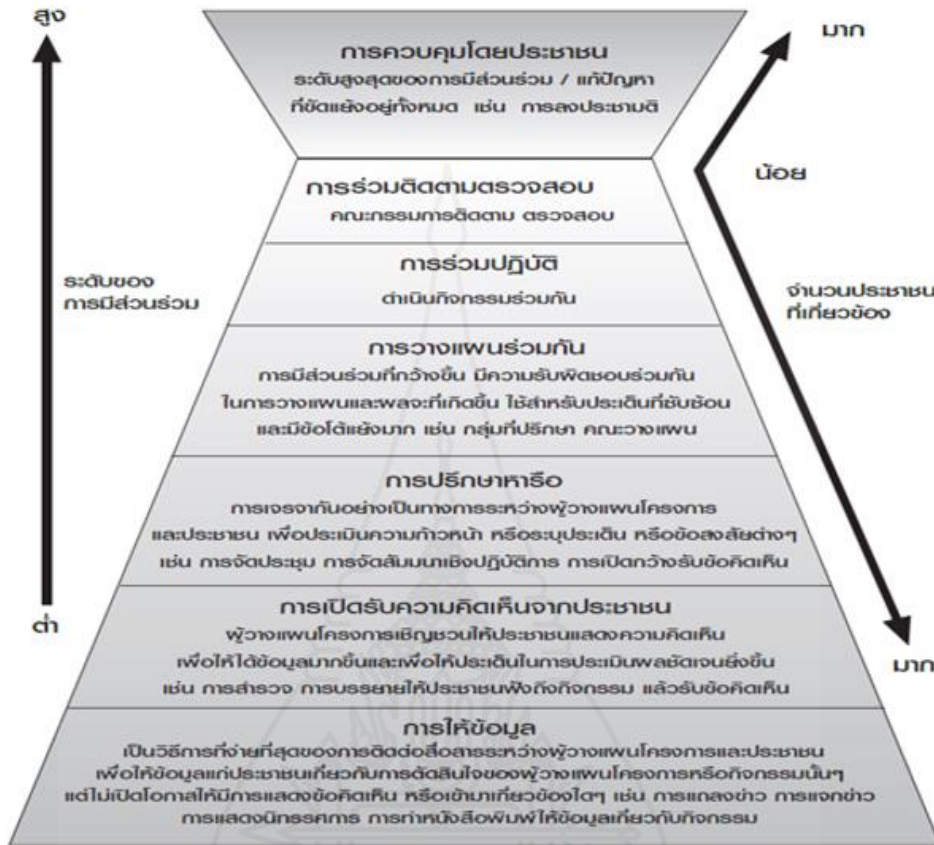 สูง
มาก
การควบคุมโดยประชาชน
ระดับสูงสุดของการมีส่วนร่วม / แก้ปัญหา
ที่ขัดแย้งอยู่ทั้งหมด เช่น การลงประชามติ
น้อย
การร่วมติดตามตรวจสอบ
คณะกรรมการติดตาม ตรวจสอบ
การร่วมปฏิบัติ
ดำเนินกิจกรรมร่วมกัน
ระดับของ
การมีส่วนร่วม
จำนวนประชาชน
ที่เกี่ยวข้อง
การวางแผนร่วมกัน
การมีส่วนร่วมที่กว้างขึ้น มีความรับผิดชอบร่วมกัน
ในการวางแผนและผลจะที่เกิดขึ้น ใช้สำหรับประเด็นที่ซับซ้อน
และมีข้อโต้แย้งมาก เช่น กลุ่มที่ปรึกษา คณะวางแผน
การปรึกษาหารือ
การเจรจากันอย่างเป็นทางการระหว่างผู้วางแผนโครงการ
และประชาชน เพื่อประเมินความก้าวหน้า หรือระบุประเด็น หรือข้อสงสัยต่างๆ
เช่น การจัดประชุม การจัดสัมมนาเชิงปฏิบัติการ การเปิดกว้างรับข้อคิดเห็น
ต่ำ
การเปิดรับความคิดเห็นจากประชาชน
ผู้วางแผนโครงการเชิญชวนให้ประชาชนแสดงความคิดเห็น
เพื่อให้ได้ข้อมูลมากขึ้นและเพื่อให้ประเด็นในการประเมินผลชัดเจนยิ่งขึ้น
เช่น การสำรวจ การบรรยายให้ประชาชนฟังถึงกิจกรรม แล้วรับข้อคิดเห็น
มาก
การให้ข้อมูล
เป็นวิธีการที่ง่ายที่สุดของการติดต่อสื่อสารระหว่างผู้วางแผนโครงการและประชาชน
เพื่อให้ข้อมูลแก่ประชาชนเกี่ยวกับการตัดสินใจของผู้วางแผนโครงการหรือกิจกรรมนั้นๆ
แต่ไม่เปิดโอกาสให้มีการแสดงข้อคิดเห็น หรือเข้ามาเกี่ยวข้องใดๆ เช่น การแถลงข่าว การแจกข่าว
การแสดงนิทรรศการ การทำหนังสือพิมพ์ให้ข้อมูลเกี่ยวกับกิจกรรม